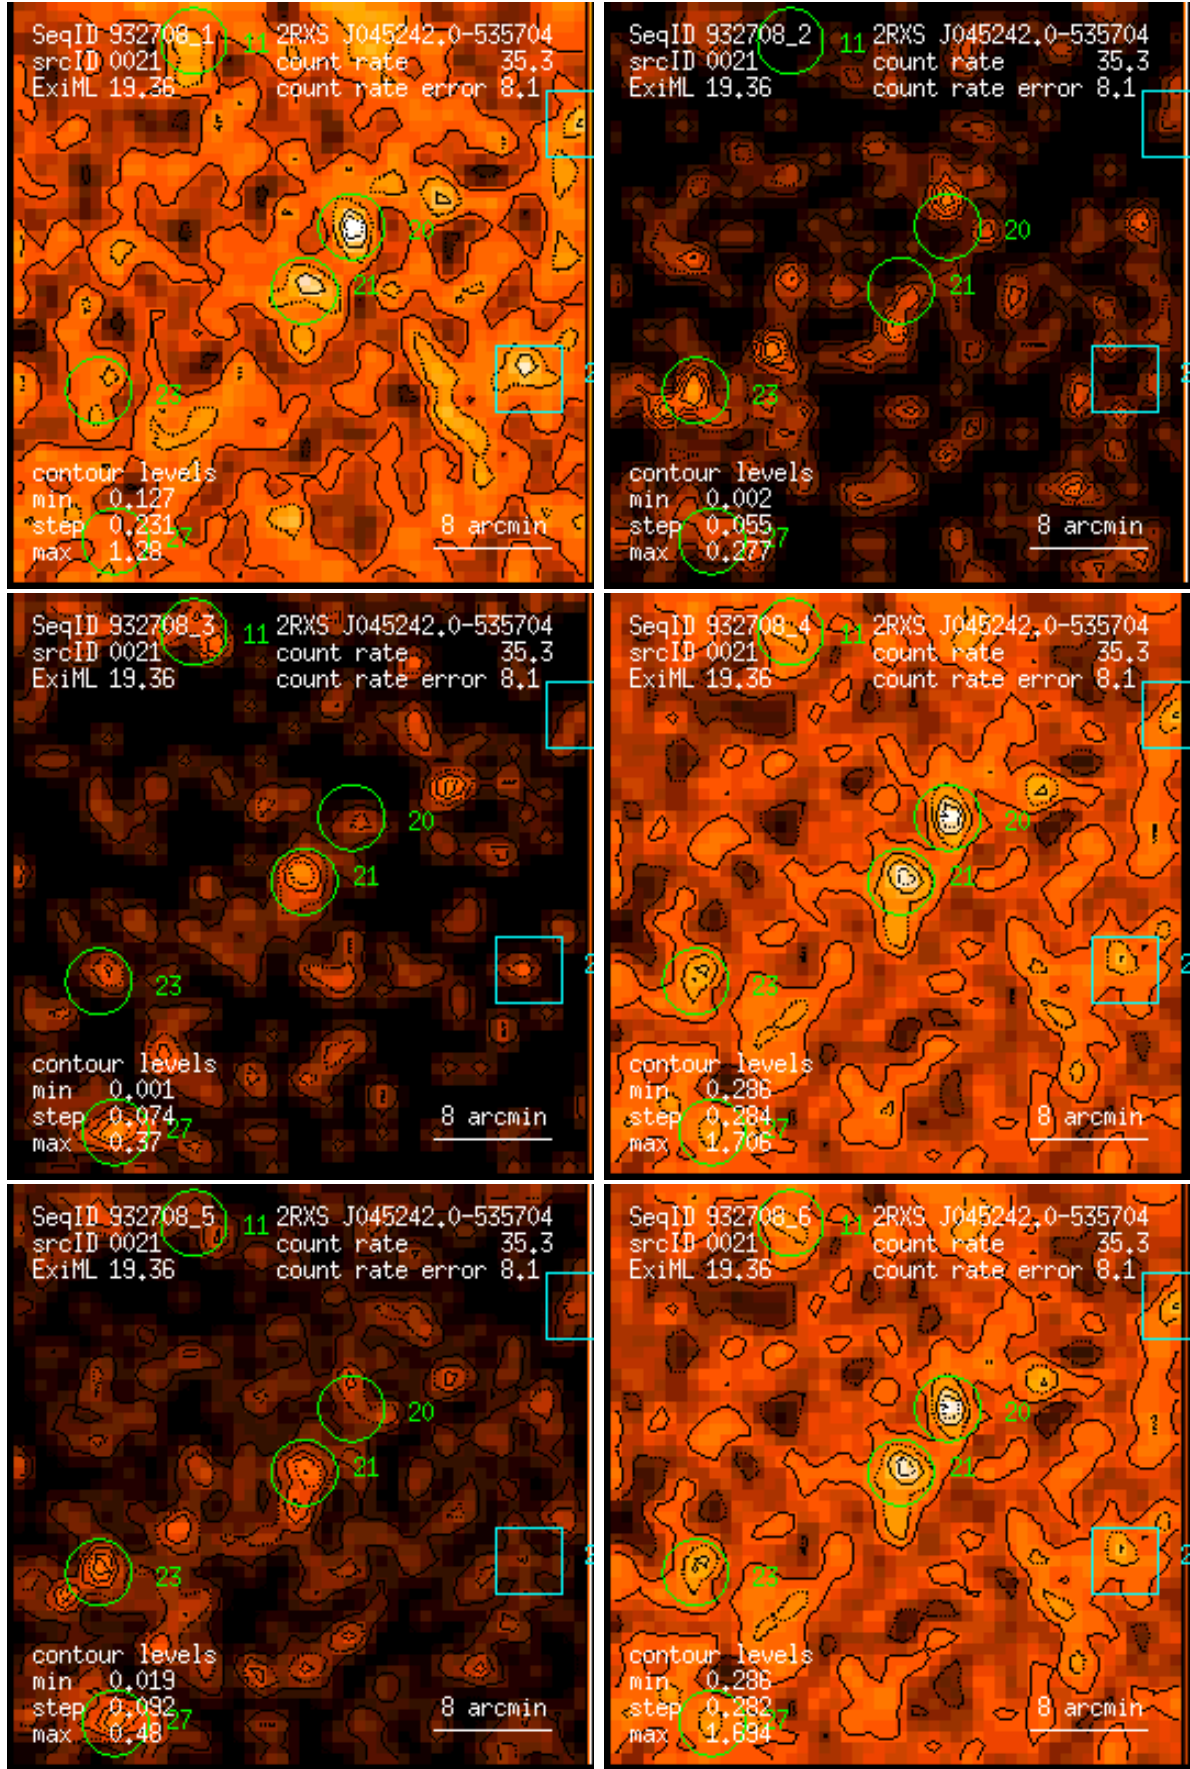 SeqID 932708_1 11 2RXS J045242.0-535704
srcID 0021 count rate 35.3
ExiML 19.36 count rate error 8.1
20
21
2
23
contour levels
min 0.127
step 0.231 8 arcmin
max 1.28 27
SeqID 932708_2 11 2RXS J045242.0-535704
srcID 0021 count rate 35.3
ExiML 19.36 count rate error 8.1
20
21
2
23
contour levels
min 0.002
step 0.055 8 arcmin
max 0.277 27
SeqID 932708_3 11 2RXS J045242.0-535704
srcID 0021 count rate 35.3
ExiML 19.36 count rate error 8.1
20
21
2
23
contour levels
min 0.001
step 0.074 8 arcmin
max 0.37 27
SeqID 932708_4 11 2RXS J045242.0-535704
srcID 0021 count rate 35.3
ExiML 19.36 count rate error 8.1
20
21
2
23
contour levels
min 0.286
step 0.284 8 arcmin
max 1.706 27
SeqID 932708_5 11 2RXS J045242.0-535704
srcID 0021 count rate 35.3
ExiML 19.36 count rate error 8.1
20
21
2
23
contour levels
min 0.019
step 0.092 8 arcmin
max 0.48 27
SeqID 932708_6 11 2RXS J045242.0-535704
srcID 0021 count rate 35.3
ExiML 19.36 count rate error 8.1
20
21
2
23
contour levels
min 0.286
step 0.282 8 arcmin
max 1.694 27